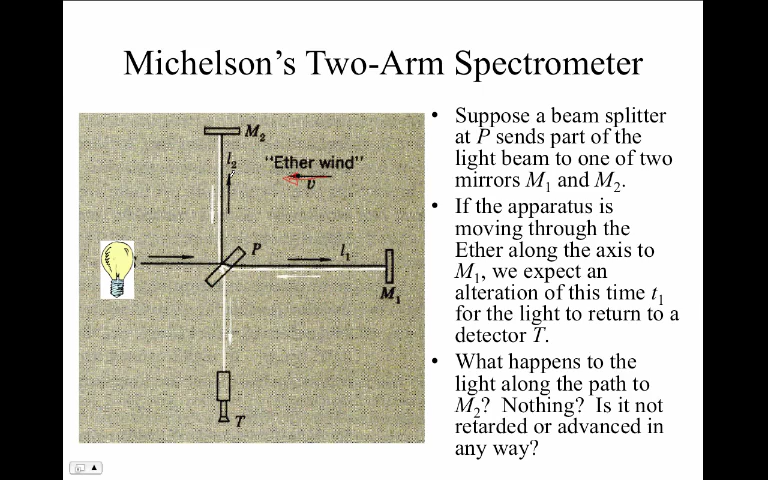 Michelson's Two-Arm Spectrometer
M2
l2
"Ether wind"
v
P
l1
M1
T
• Suppose a beam splitter
at P sends part of the
light beam to one of two
mirrors M1 and M2.
• If the apparatus is
moving through the
Ether along the axis to
M1, we expect an
alteration of this time t1
for the light to return to a
detector T.
• What happens to the
light along the path to
M2? Nothing? Is it not
retarded or advanced in
any way?